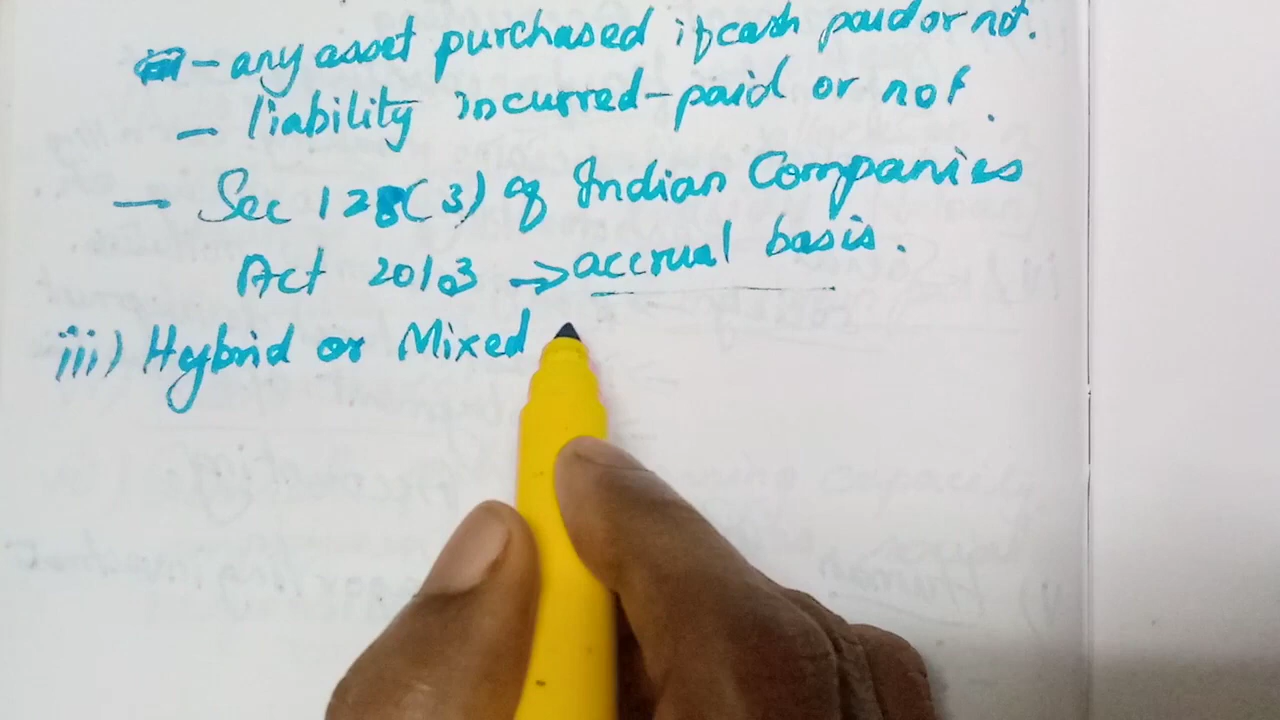 - any asset purchased if cash paid or not.
- liability incurred - paid or not.
- Sec 128(3) of Indian Companies
Act 2013 → accrual basis.
iii) Hybrid or Mixed